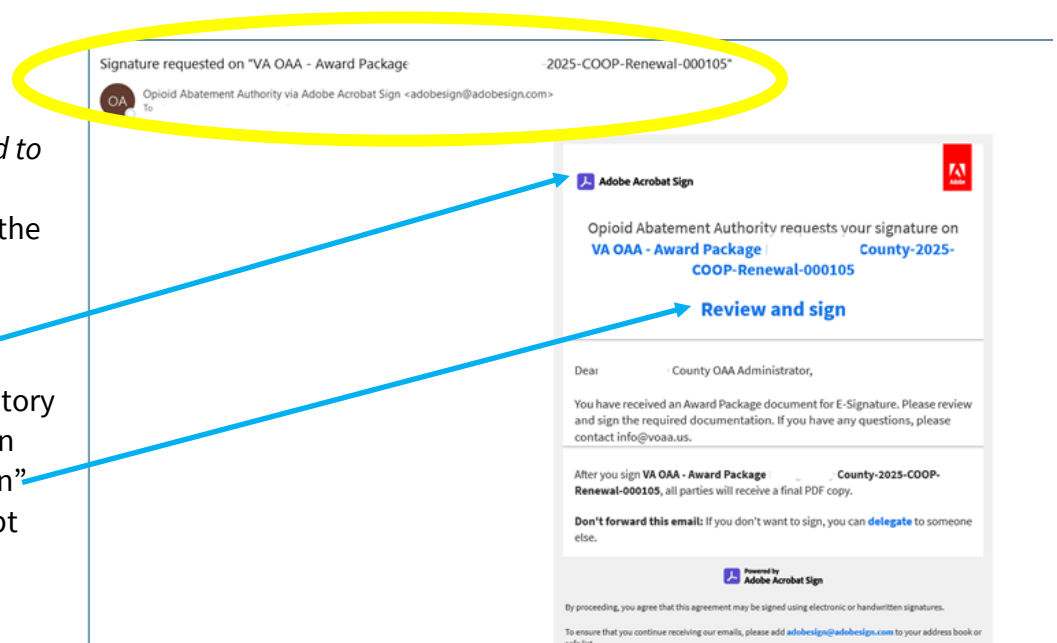 Signature requested on "VA OAA - Award Package -2025-COOP-Renewal-000105"
OA
Opioid Abatement Authority via Adobe Acrobat Sign <adobesign@adobesign.com>
To
d to
the
tory
n
n"
ot
Adobe Acrobat Sign
Adobe
Opioid Abatement Authority requests your signature on
VA OAA - Award Package County-2025-
COOP-Renewal-000105
Review and sign
Dear County OAA Administrator,
You have received an Award Package document for E-Signature. Please review
and sign the required documentation. If you have any questions, please
contact info@voaa.us.
After you sign VA OAA - Award Package County-2025-COOP-
Renewal-000105, all parties will receive a final PDF copy.
Don't forward this email: If you don't want to sign, you can delegate to someone
else.
Powered by
Adobe Acrobat Sign
By proceeding, you agree that this agreement may be signed using electronic or handwritten signatures.
To ensure that you continue receiving our emails, please add adobesign@adobesign.com to your address book or